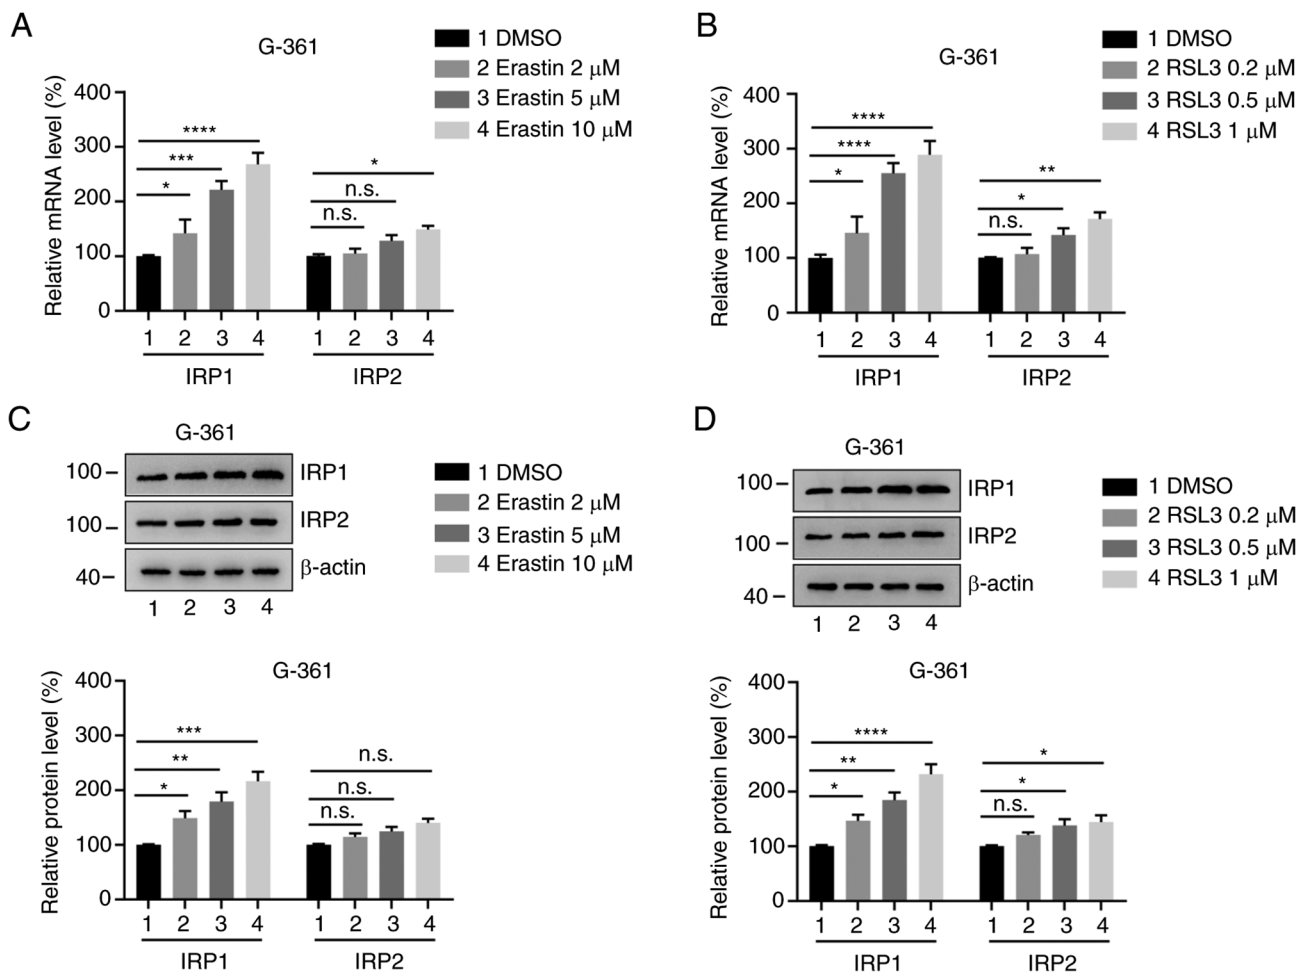 A
G-361
1 DMSO
2 Erastin 2 μM
3 Erastin 5 μM
4 Erastin 10 μM
Relative mRNA level (%)
400
300
200
100
0
****
***
*
*
n.s.
n.s.
1 2 3 4 1 2 3 4
IRP1 IRP2
B
G-361
1 DMSO
2 RSL3 0.2 μM
3 RSL3 0.5 μM
4 RSL3 1 μM
Relative mRNA level (%)
400
300
200
100
0
****
****
*
**
*
n.s.
1 2 3 4 1 2 3 4
IRP1 IRP2
C
G-361
100 IRP1
100 IRP2
40 β-actin
1 2 3 4
1 DMSO
2 Erastin 2 μM
3 Erastin 5 μM
4 Erastin 10 μM
G-361
Relative protein level (%)
400
300
200
100
0
***
**
*
n.s.
n.s.
n.s.
1 2 3 4 1 2 3 4
IRP1 IRP2
D
G-361
100 IRP1
100 IRP2
40 β-actin
1 2 3 4
1 DMSO
2 RSL3 0.2 μM
3 RSL3 0.5 μM
4 RSL3 1 μM
G-361
Relative protein level (%)
400
300
200
100
0
****
**
*
*
*
n.s.
1 2 3 4 1 2 3 4
IRP1 IRP2